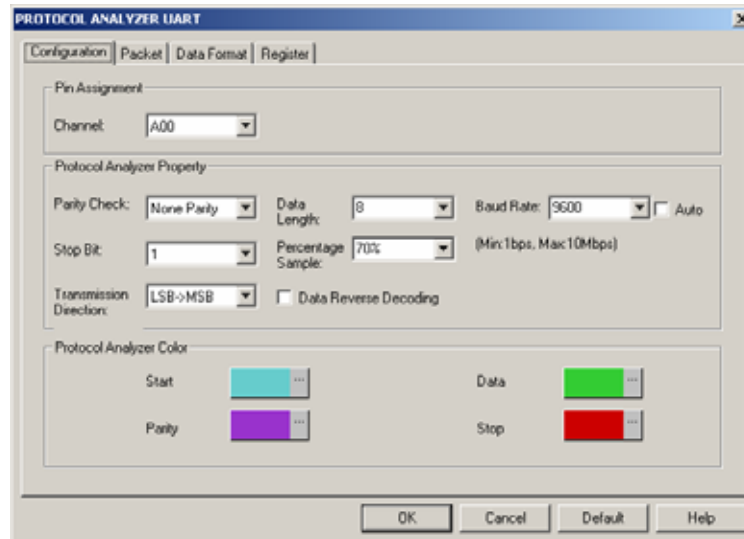 PROTOCOL ANALYZER UART
Configuration Packet Data Format Register
Pin Assignment
Channel: A00
Protocol Analyzer Property
Parity Check: None Parity Data Length: 8 Baud Rate: 9600 Auto
Stop Bit: 1 Percentage Sample: 70% (Min:1bps, Max:10Mbps)
Transmission Direction: LSB->MSB Data Reverse Decoding
Protocol Analyzer Color
Start ... Data ...
Parity ... Stop ...
OK Cancel Default Help